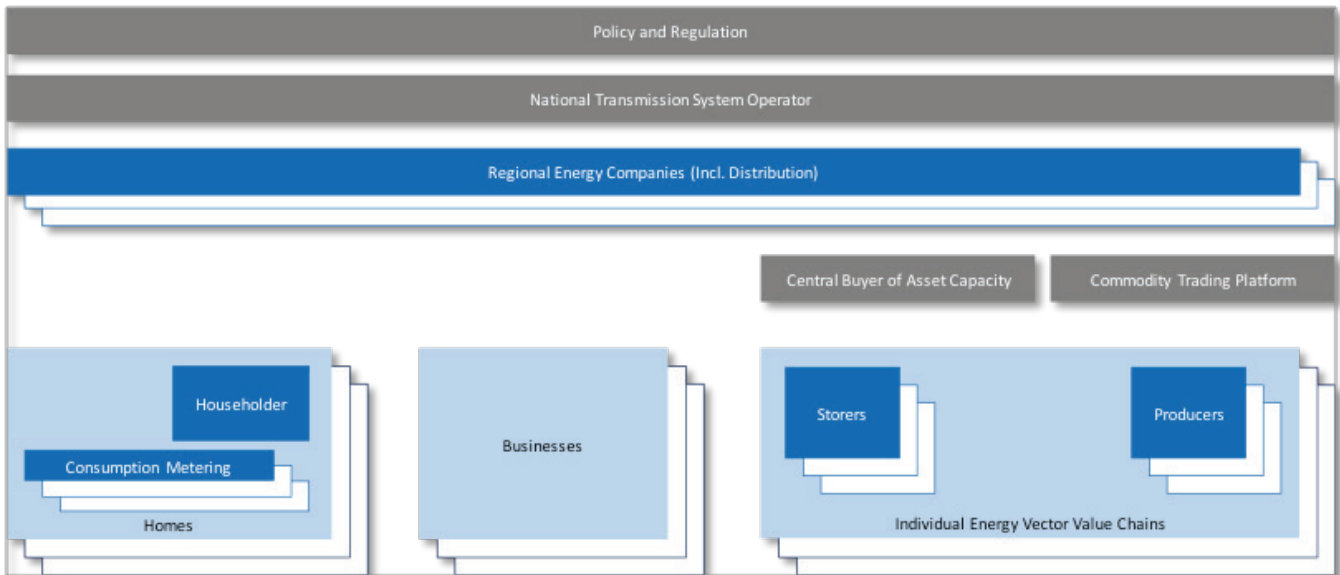 Policy and Regulation
National Transmission System Operator
Regional Energy Companies (Incl. Distribution)
Central Buyer of Asset Capacity
Commodity Trading Platform
Householder
Consumption Metering
Homes
Businesses
Storers
Producers
Individual Energy Vector Value Chains